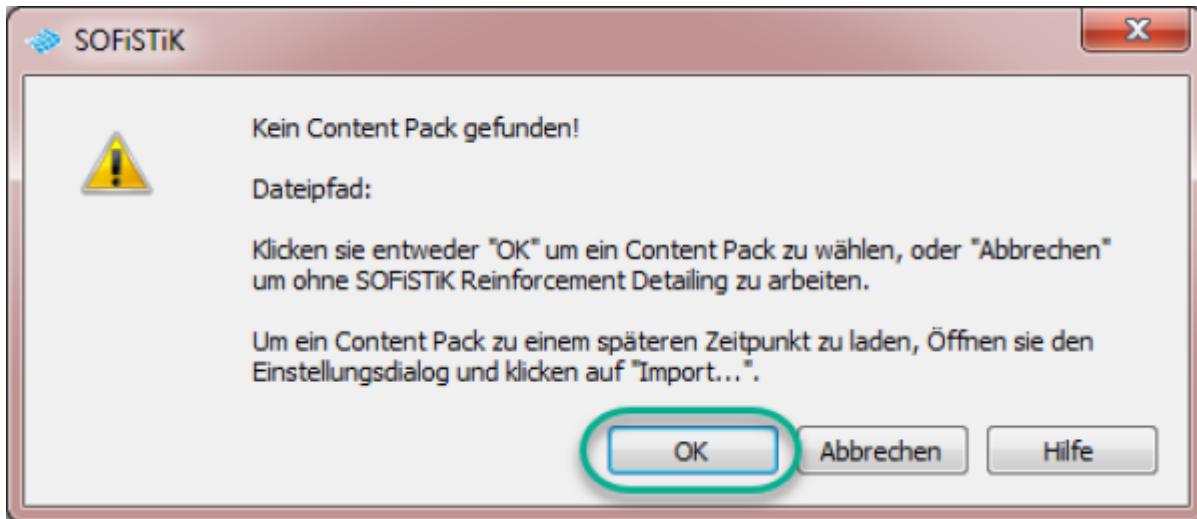 SOFiSTiK
Kein Content Pack gefunden!
Dateipfad:
Klicken sie entweder "OK" um ein Content Pack zu wählen, oder "Abbrechen"
um ohne SOFiSTiK Reinforcement Detailing zu arbeiten.
Um ein Content Pack zu einem späteren Zeitpunkt zu laden, Öffnen sie den
Einstellungsdialog und klicken auf "Import...".
OK Abbrechen Hilfe